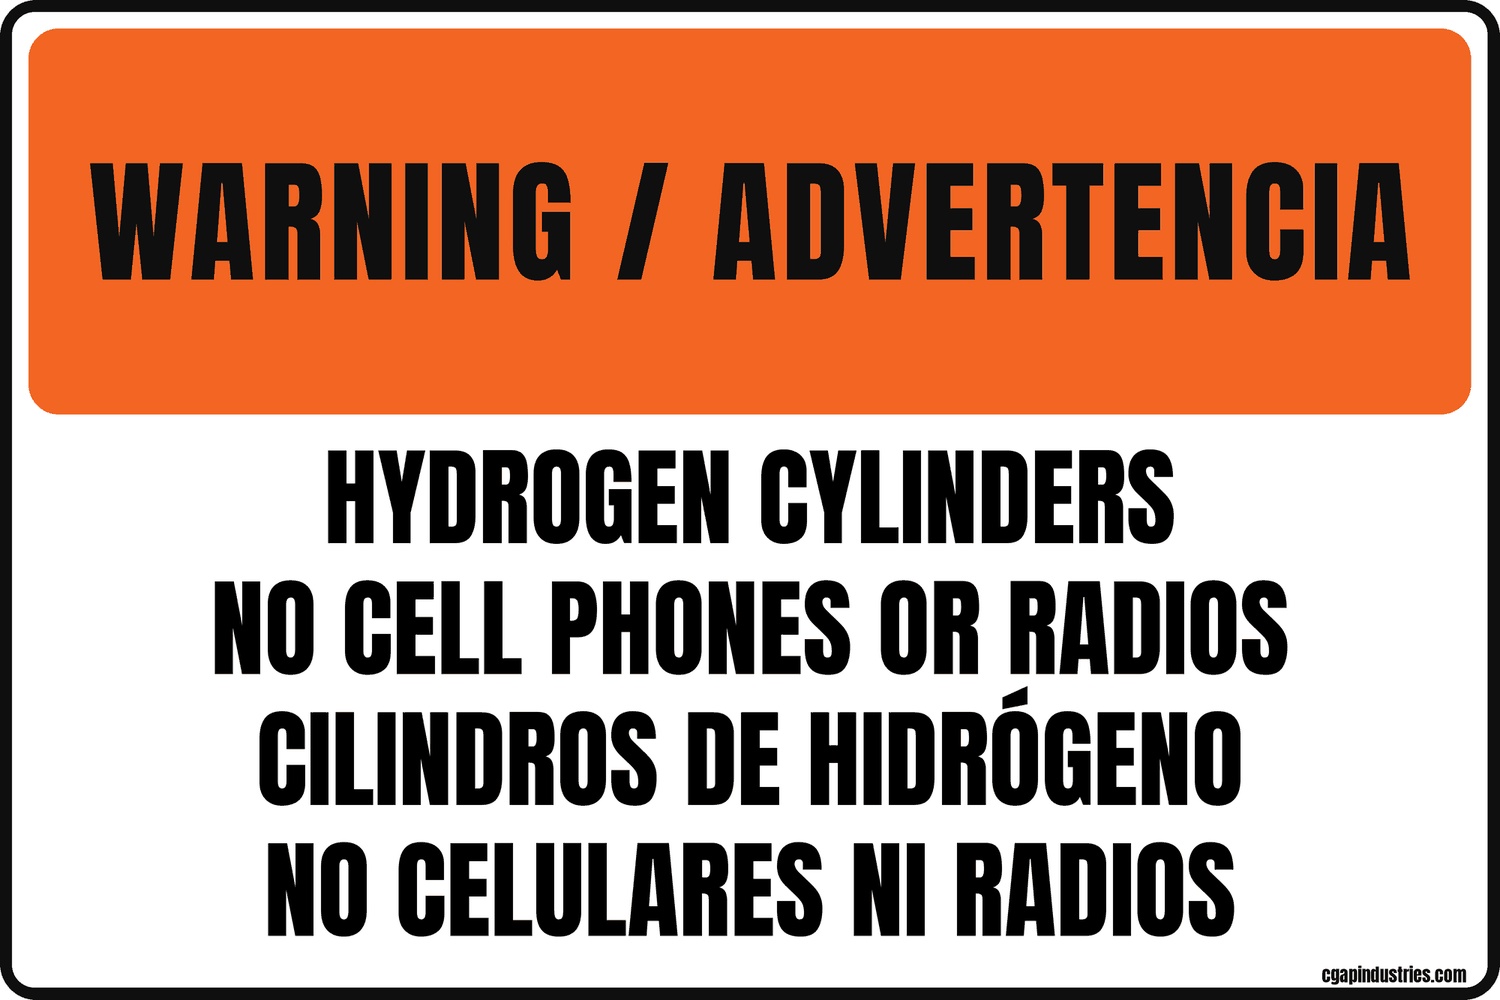 WARNING / ADVERTENCIA
HYDROGEN CYLINDERS
NO CELL PHONES OR RADIOS
CILINDROS DE HIDRÓGENO
NO CELULARES NI RADIOS
cgapindustries.com